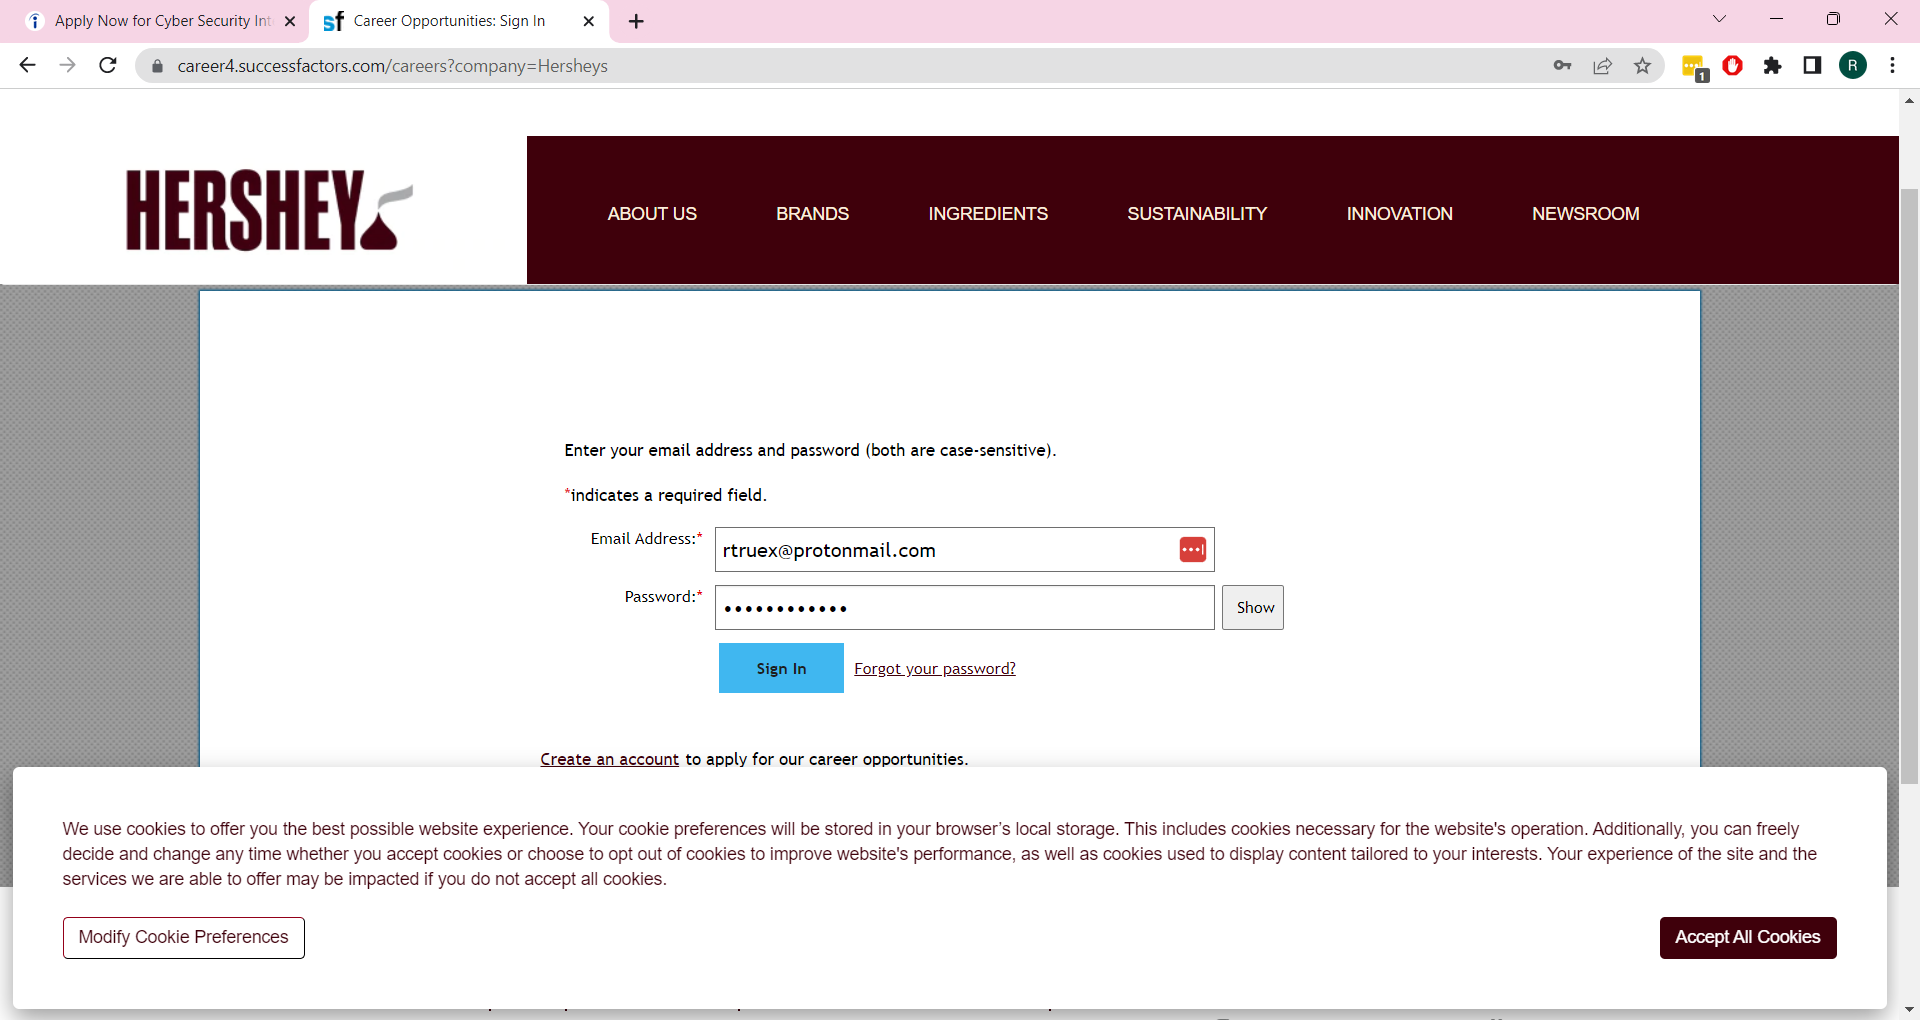 Apply Now for Cyber Security Int
Career Opportunities: Sign In
career4.successfactors.com/careers?company=Hersheys
1
R
HERSHEY
ABOUT US
BRANDS
INGREDIENTS
SUSTAINABILITY
INNOVATION
NEWSROOM
Enter your email address and password (both are case-sensitive).
*indicates a required field.
Email Address:*
rtruex@protonmail.com
Password:*
••••••••••••
Show
Sign In
Forgot your password?
Create an account to apply for our career opportunities.
We use cookies to offer you the best possible website experience. Your cookie preferences will be stored in your browser’s local storage. This includes cookies necessary for the website's operation. Additionally, you can freely
decide and change any time whether you accept cookies or choose to opt out of cookies to improve website's performance, as well as cookies used to display content tailored to your interests. Your experience of the site and the
services we are able to offer may be impacted if you do not accept all cookies.
Modify Cookie Preferences
Accept All Cookies